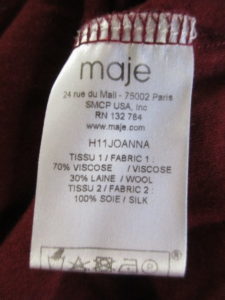 maje
24 rue du Mail - 75002 Paris
SMCP USA, Inc
RN 132 784
www.maje.com
H11JOANNA
TISSU 1 / FABRIC 1 :
70% VISCOSE / VISCOSE
30% LAINE / WOOL
TISSU 2 / FABRIC 2 :
100% SOIE / SILK